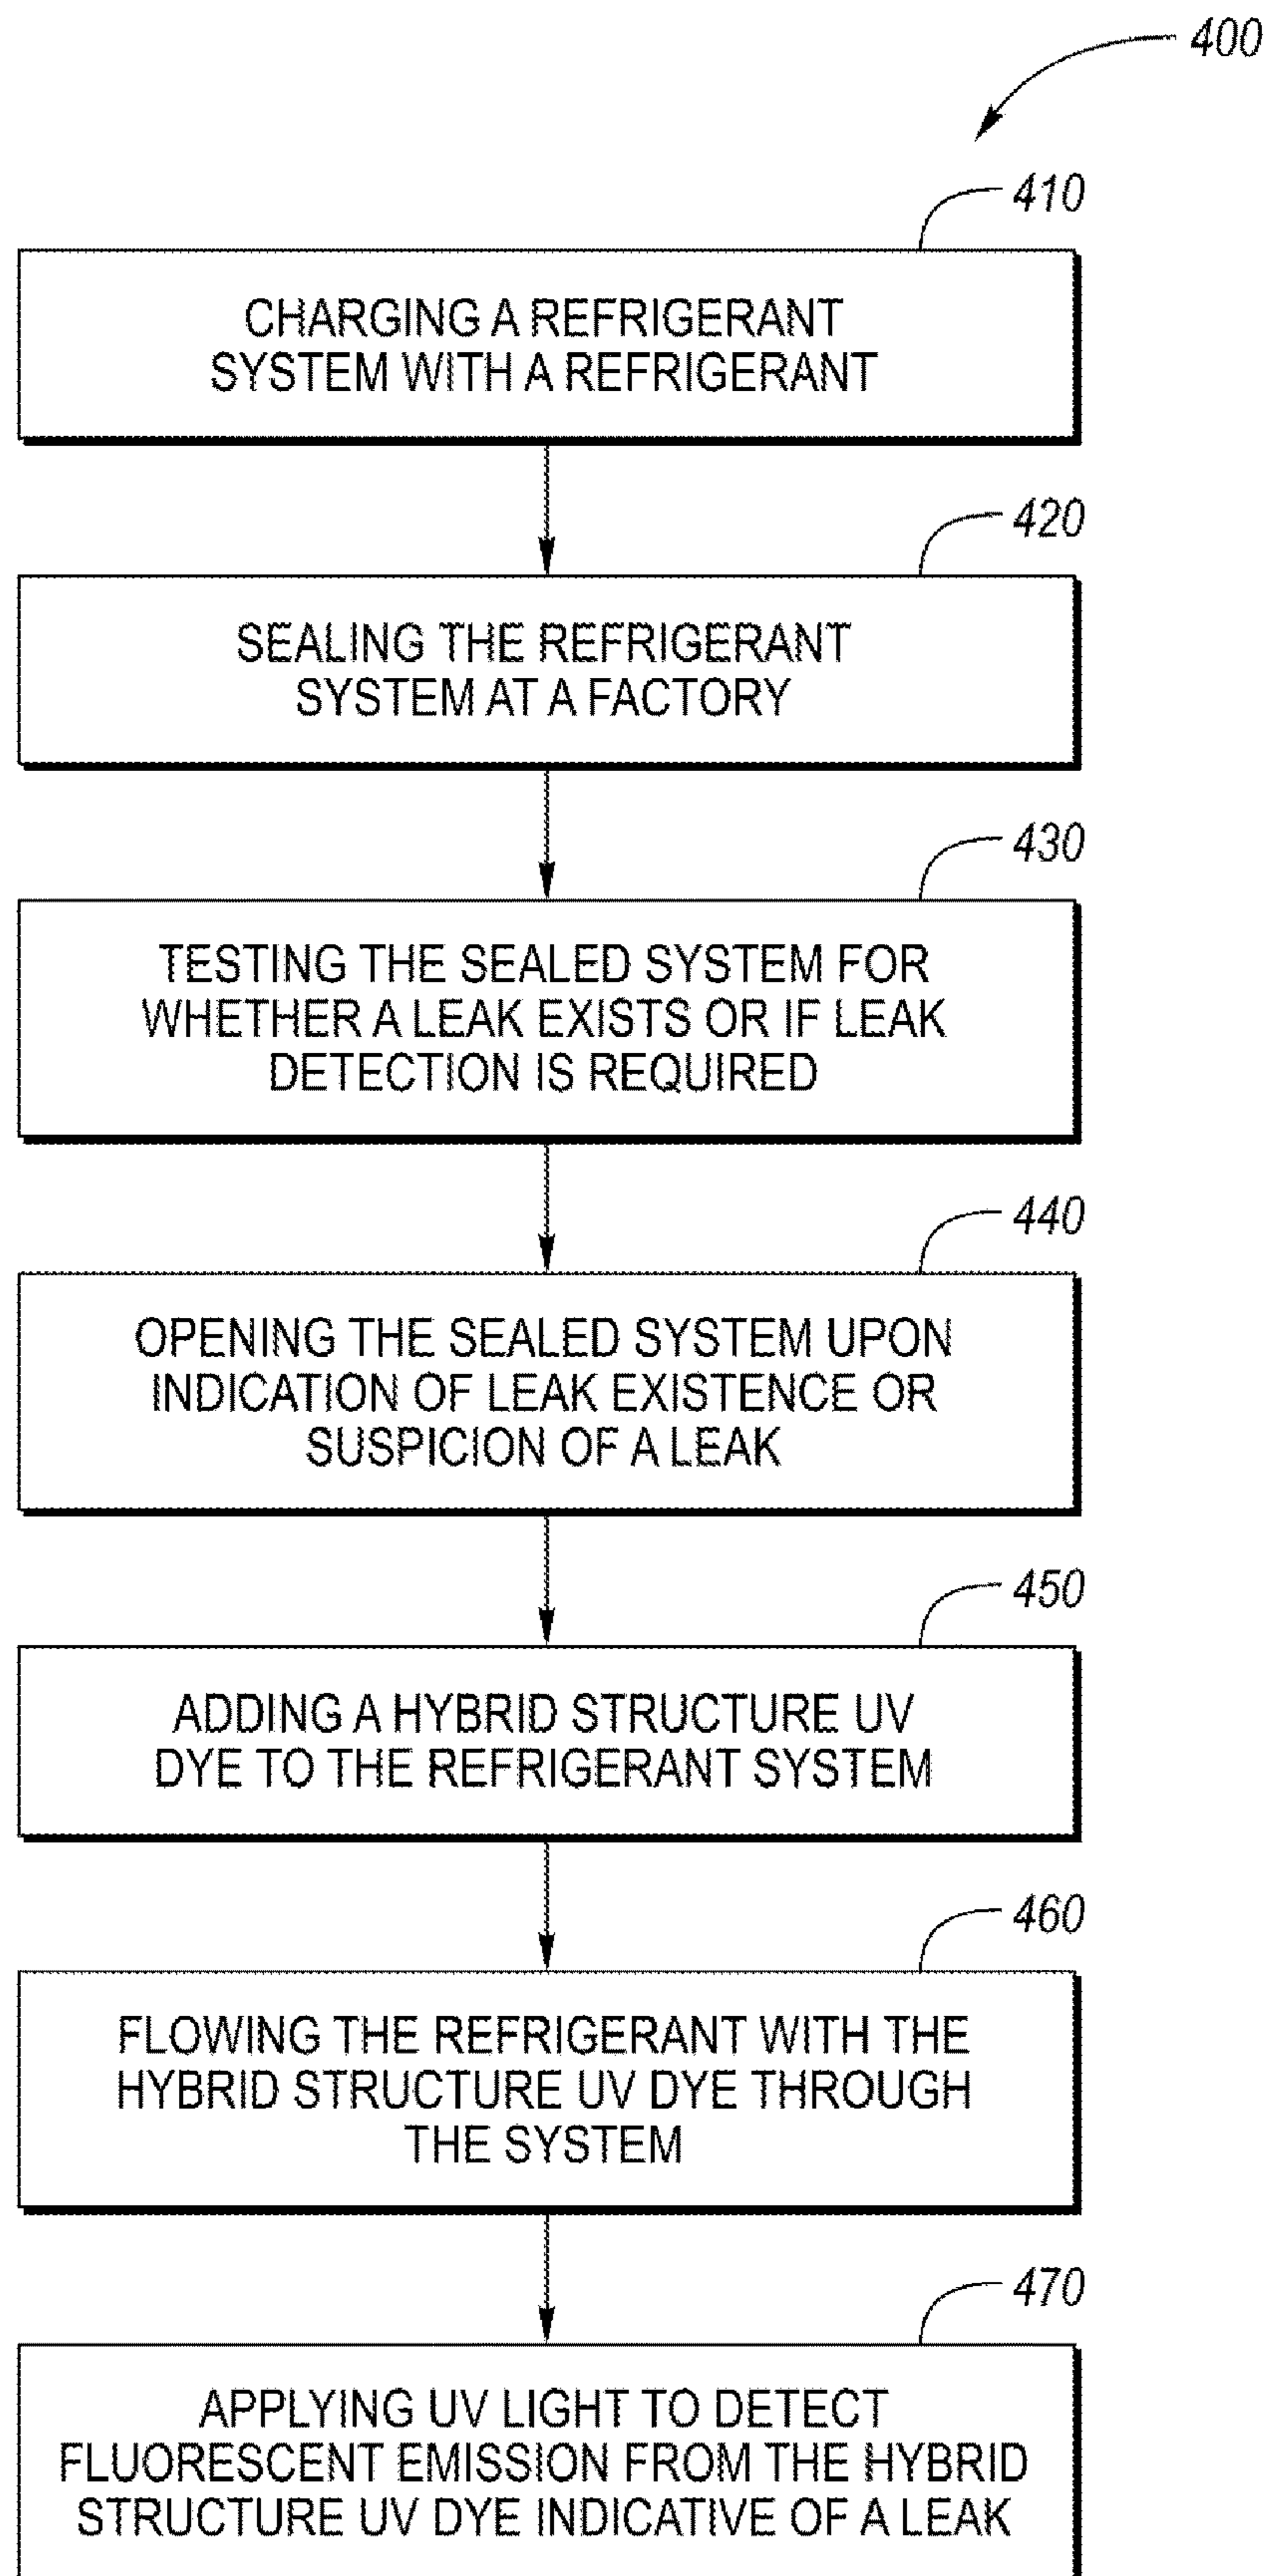 400
410
CHARGING A REFRIGERANT
SYSTEM WITH A REFRIGERANT
420
SEALING THE REFRIGERANT
SYSTEM AT A FACTORY
430
TESTING THE SEALED SYSTEM FOR
WHETHER A LEAK EXISTS OR IF LEAK
DETECTION IS REQUIRED
440
OPENING THE SEALED SYSTEM UPON
INDICATION OF LEAK EXISTENCE OR
SUSPICION OF A LEAK
450
ADDING A HYBRID STRUCTURE UV
DYE TO THE REFRIGERANT SYSTEM
460
FLOWING THE REFRIGERANT WITH THE
HYBRID STRUCTURE UV DYE THROUGH
THE SYSTEM
470
APPLYING UV LIGHT TO DETECT
FLUORESCENT EMISSION FROM THE HYBRID
STRUCTURE UV DYE INDICATIVE OF A LEAK